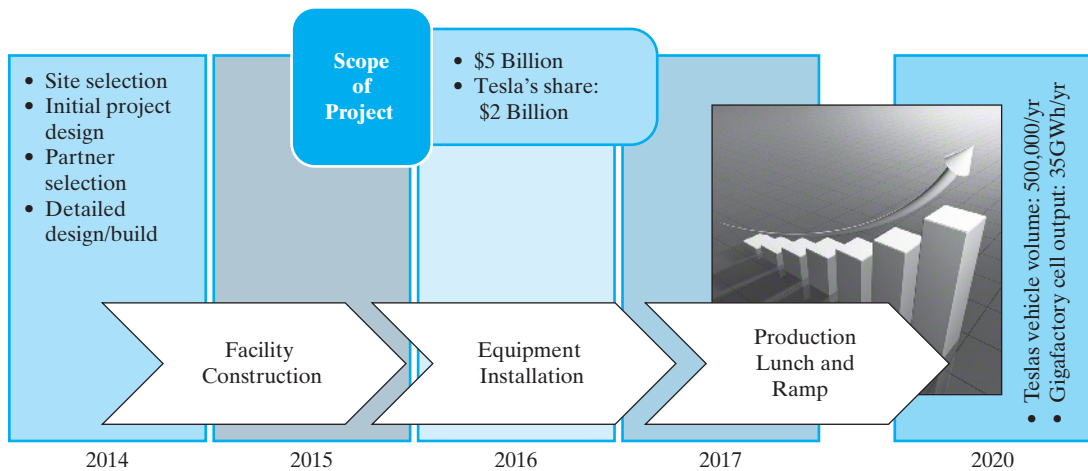 Scope
of
Project
• $5 Billion
• Tesla's share:
$2 Billion
• Site selection
• Initial project
design
• Partner
selection
• Detailed
design/build
Facility
Construction
Equipment
Installation
Production
Lunch and
Ramp
• Teslas vehicle volume: 500,000/yr
• Gigafactory cell output: 35GWh/yr
2014
2015
2016
2017
2020